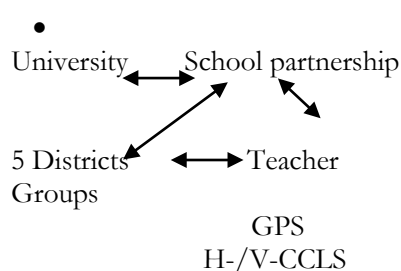 •
University School partnership
5 Districts Teacher
Groups
GPS
H-/V-CCLS